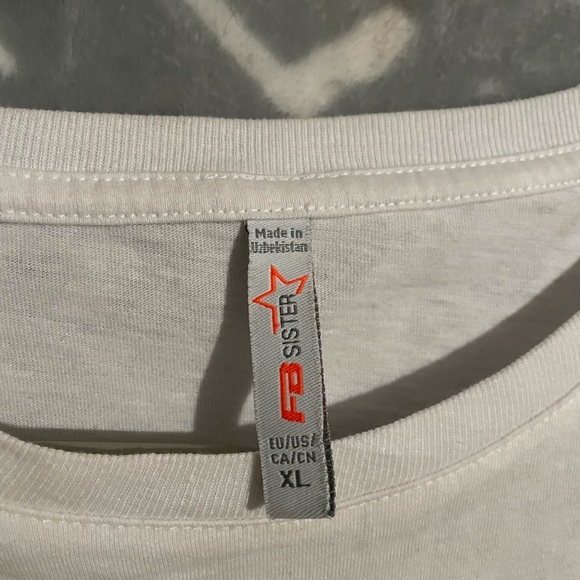 Made in
Uzbekistan
FB SISTER
EU/US/
CA/CN
XL